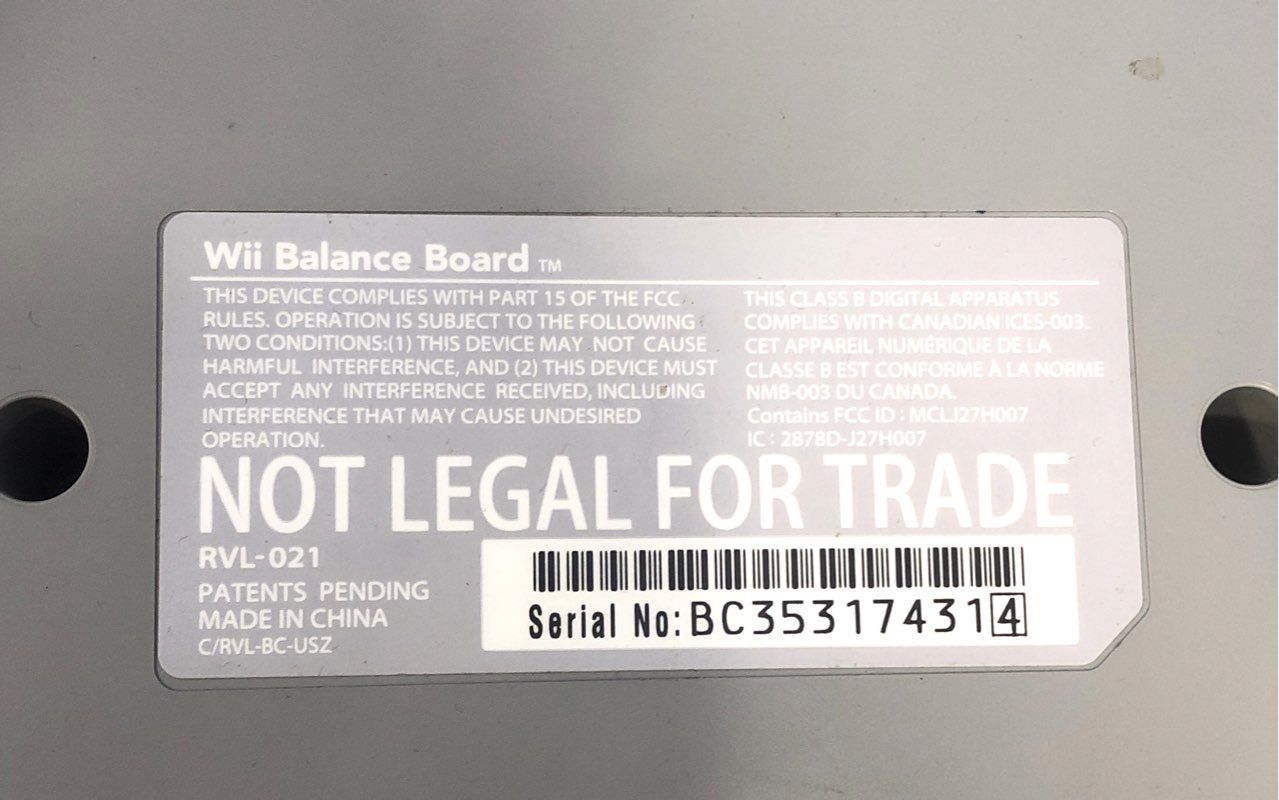 Wii Balance Board ™
THIS DEVICE COMPLIES WITH PART 15 OF THE FCC
RULES. OPERATION IS SUBJECT TO THE FOLLOWING
TWO CONDITIONS:(1) THIS DEVICE MAY NOT CAUSE
HARMFUL INTERFERENCE, AND (2) THIS DEVICE MUST
ACCEPT ANY INTERFERENCE RECEIVED, INCLUDING
INTERFERENCE THAT MAY CAUSE UNDESIRED
OPERATION.
THIS CLASS B DIGITAL APPARATUS
COMPLIES WITH CANADIAN ICES-003.
CET APPAREIL NUMÉRIQUE DE LA
CLASSE B EST CONFORME À LA NORME
NMB-003 DU CANADA.
Contains FCC ID : MCLJ27H007
IC : 2878D-J27H007
NOT LEGAL FOR TRADE
RVL-021
PATENTS PENDING
MADE IN CHINA
C/RVL-BC-USZ
Serial No:BC353174314